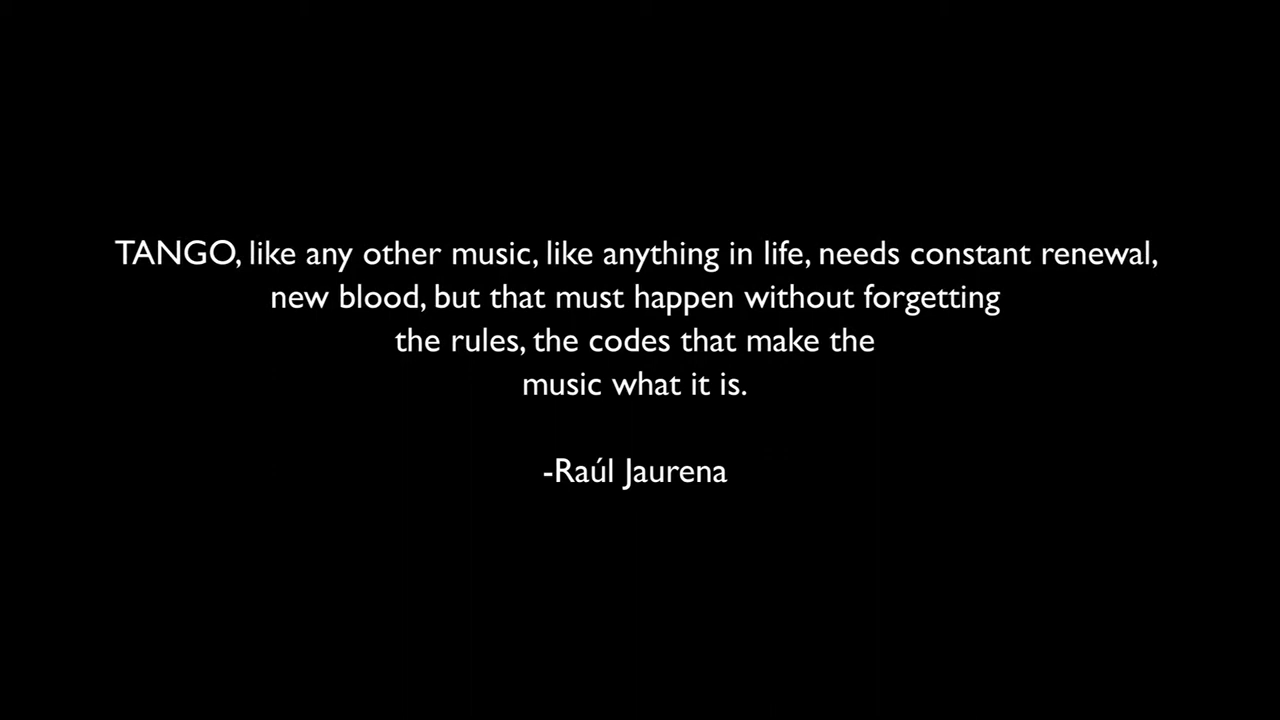 TANGO, like any other music, like anything in life, needs constant renewal,
new blood, but that must happen without forgetting
the rules, the codes that make the
music what it is.
-Raúl Jaurena